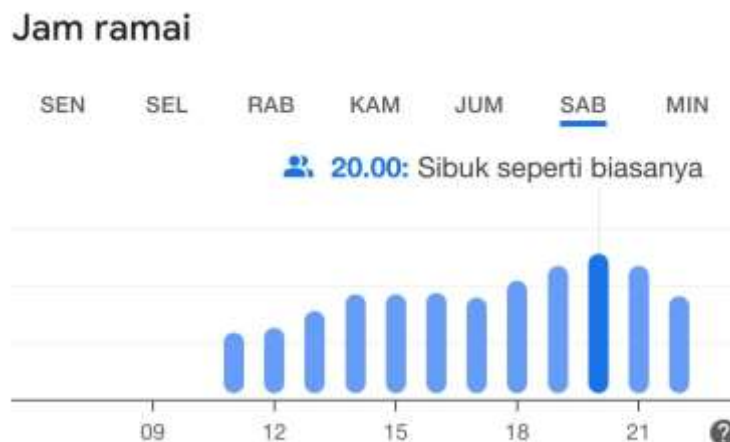 Jam ramai
SEN SEL RAB KAM JUM SAB MIN
20.00: Sibuk seperti biasanya
09 12 15 18 21 ?